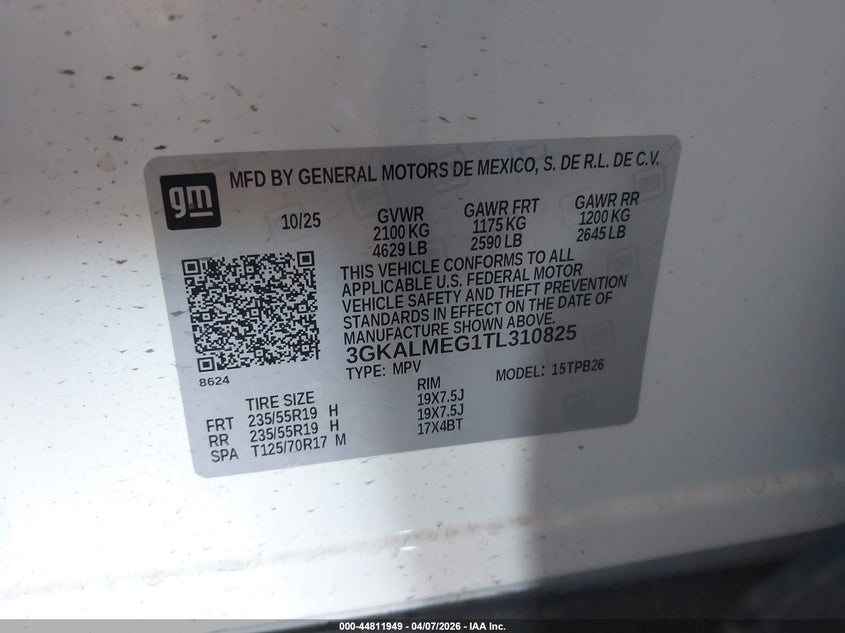 gm
MFD BY GENERAL MOTORS DE MEXICO, S. DE R.L. DE C.V.
10/25 GVWR GAWR FRT GAWR RR
2100 KG 1175 KG 1200 KG
4629 LB 2590 LB 2645 LB
THIS VEHICLE CONFORMS TO ALL
APPLICABLE U.S. FEDERAL MOTOR
VEHICLE SAFETY AND THEFT PREVENTION
STANDARDS IN EFFECT ON THE DATE OF
MANUFACTURE SHOWN ABOVE.
3GKALMEG1TL310825
8624
TYPE: MPV MODEL: 15TPB26
TIRE SIZE RIM
FRT 235/55R19 H 19X7.5J
RR 235/55R19 H 19X7.5J
SPA T125/70R17 M 17X4BT
000-44811949 - 04/07/2026 - IAA Inc.